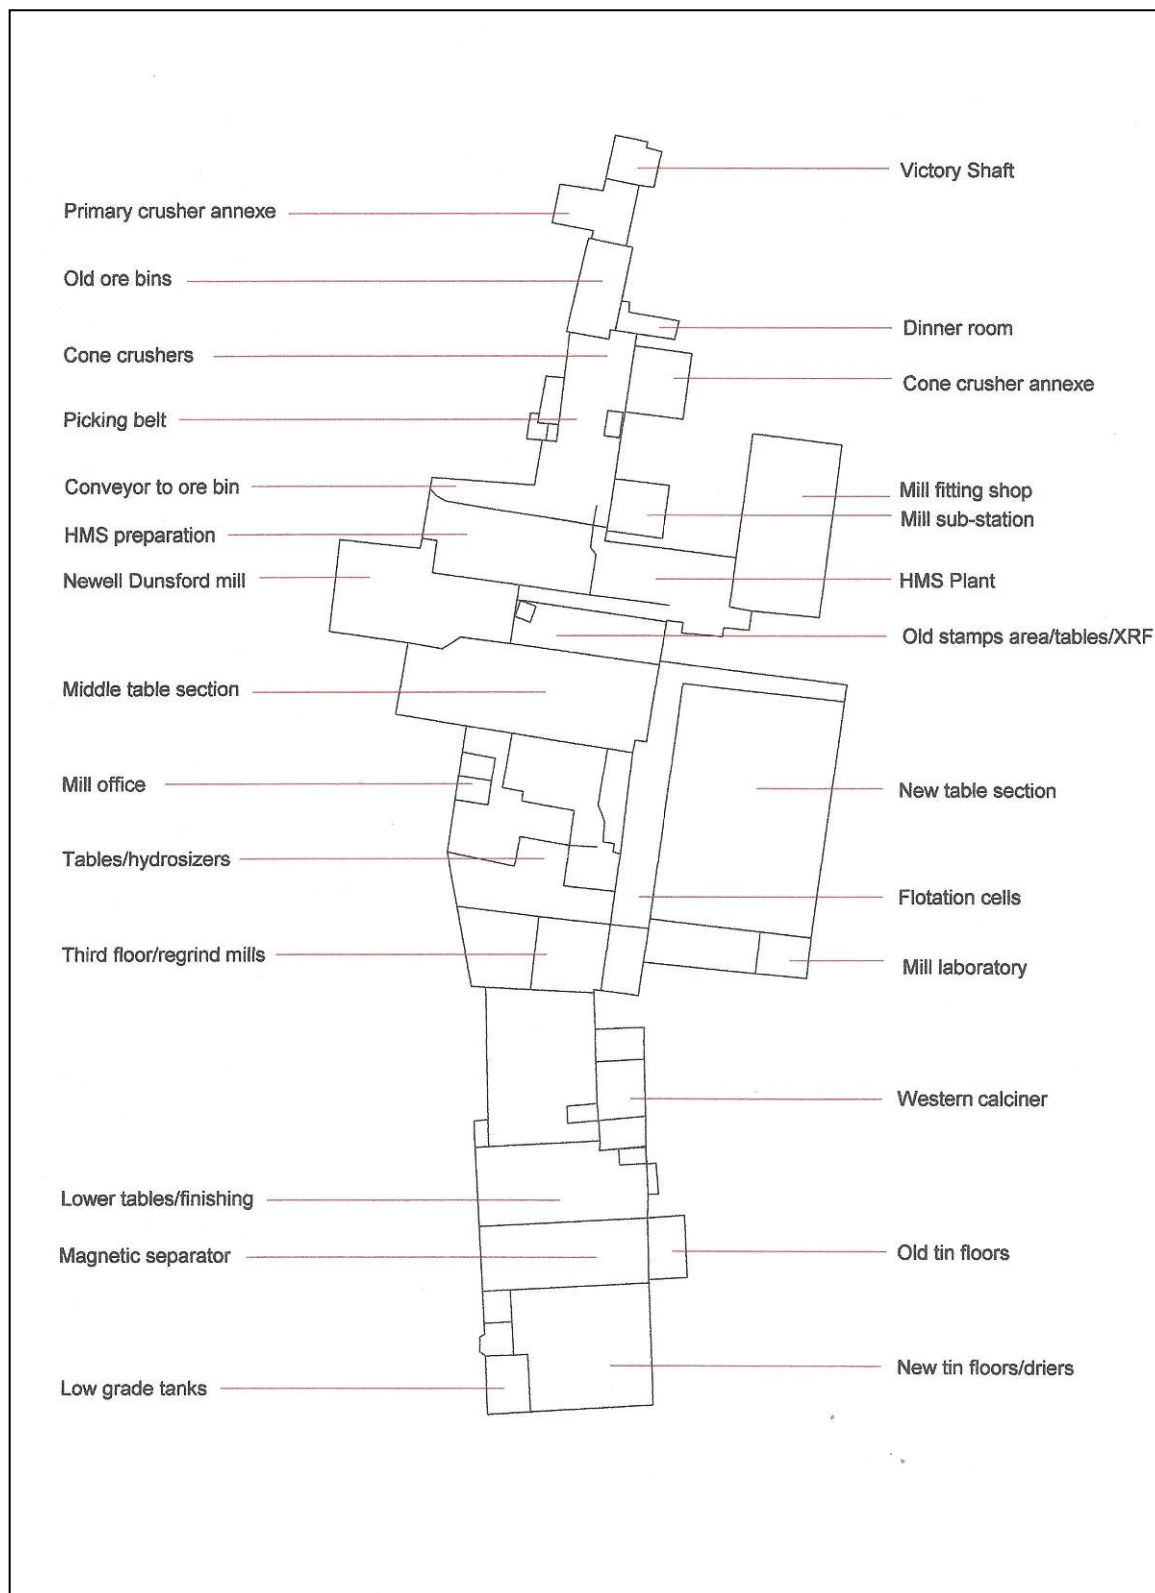 Victory Shaft
Primary crusher annexe
Old ore bins
Dinner room
Cone crushers
Cone crusher annexe
Picking belt
Conveyor to ore bin
Mill fitting shop
Mill sub-station
HMS preparation
Newell Dunsford mill
HMS Plant
Old stamps area/tables/XRF
Middle table section
Mill office
New table section
Tables/hydrosizers
Flotation cells
Third floor/regrind mills
Mill laboratory
Western calciner
Lower tables/finishing
Magnetic separator
Old tin floors
New tin floors/driers
Low grade tanks